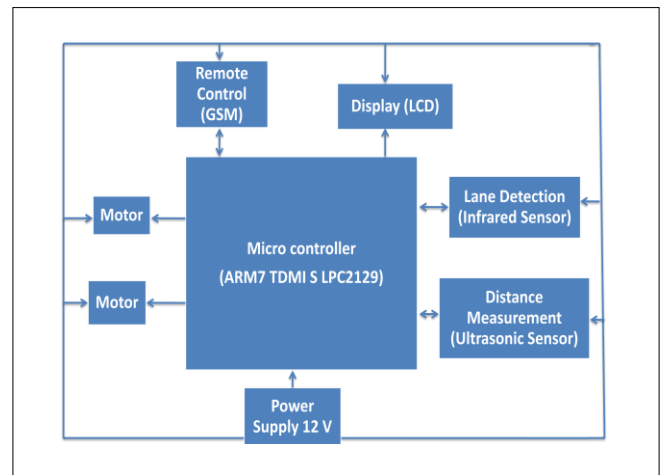 Remote
Control
(GSM)
Display (LCD)
Lane Detection
(Infrared Sensor)
Motor
Micro controller
(ARM7 TDMI S LPC2129)
Motor
Distance
Measurement
(Ultrasonic Sensor)
Power
Supply 12 V